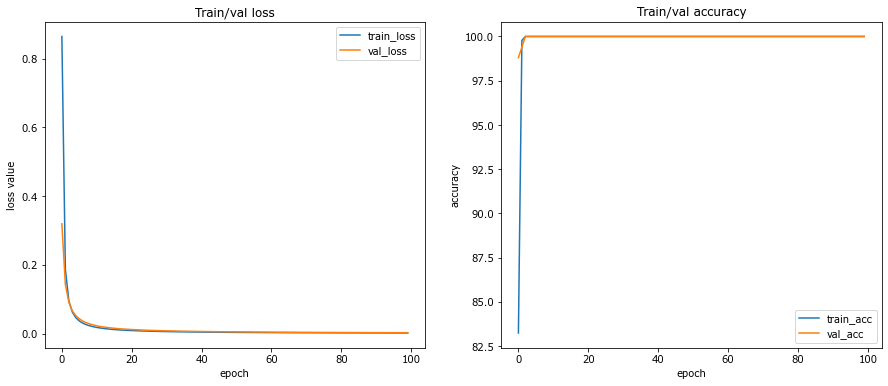 Train/val loss
train_loss
val_loss
loss value
0.8
0.6
0.4
0.2
0.0
0 20 40 60 80 100
epoch
Train/val accuracy
accuracy
100.0
97.5
95.0
92.5
90.0
87.5
85.0
82.5
train_acc
val_acc
0 20 40 60 80 100
epoch